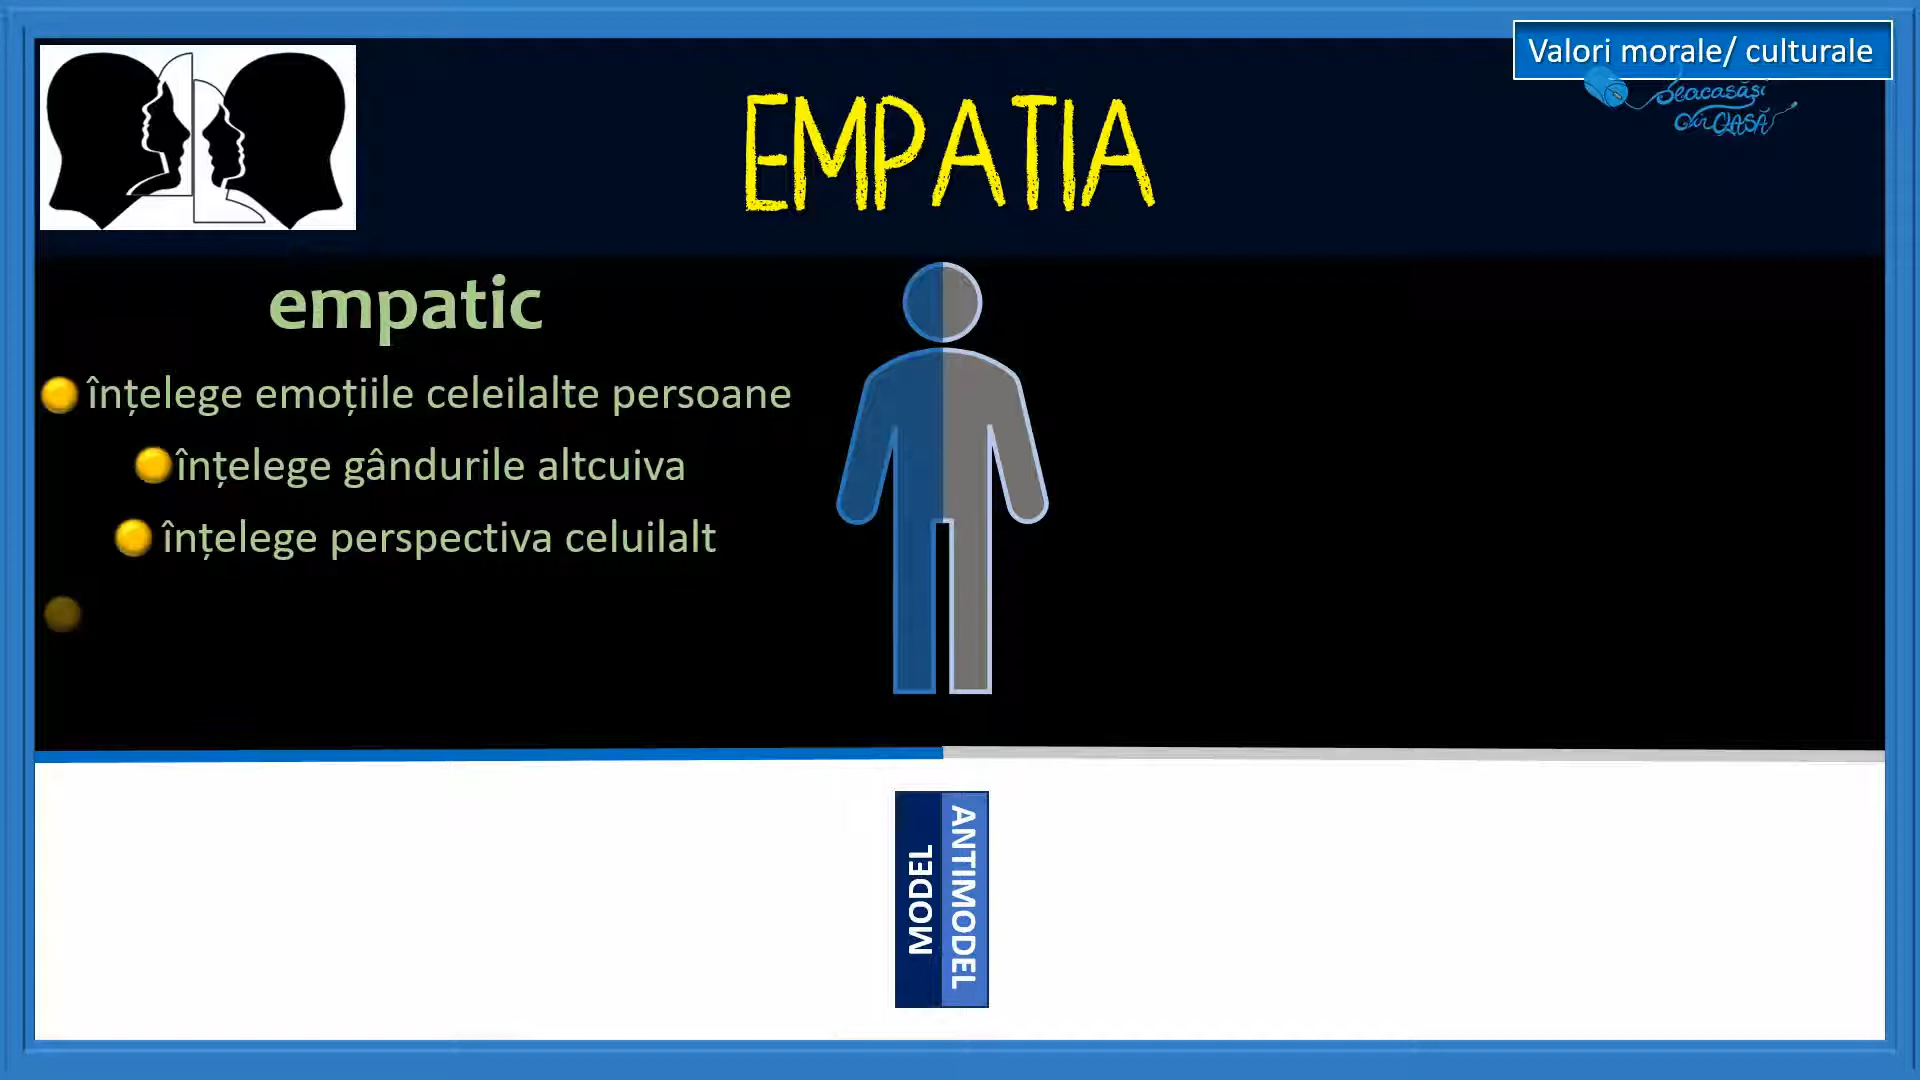 Valori morale/ culturale
EMPATIA
empatic
înțelege emoțiile celeilalte persoane
înțelege gândurile altcuiva
înțelege perspectiva celuilalt
MODEL
ANTIMODEL